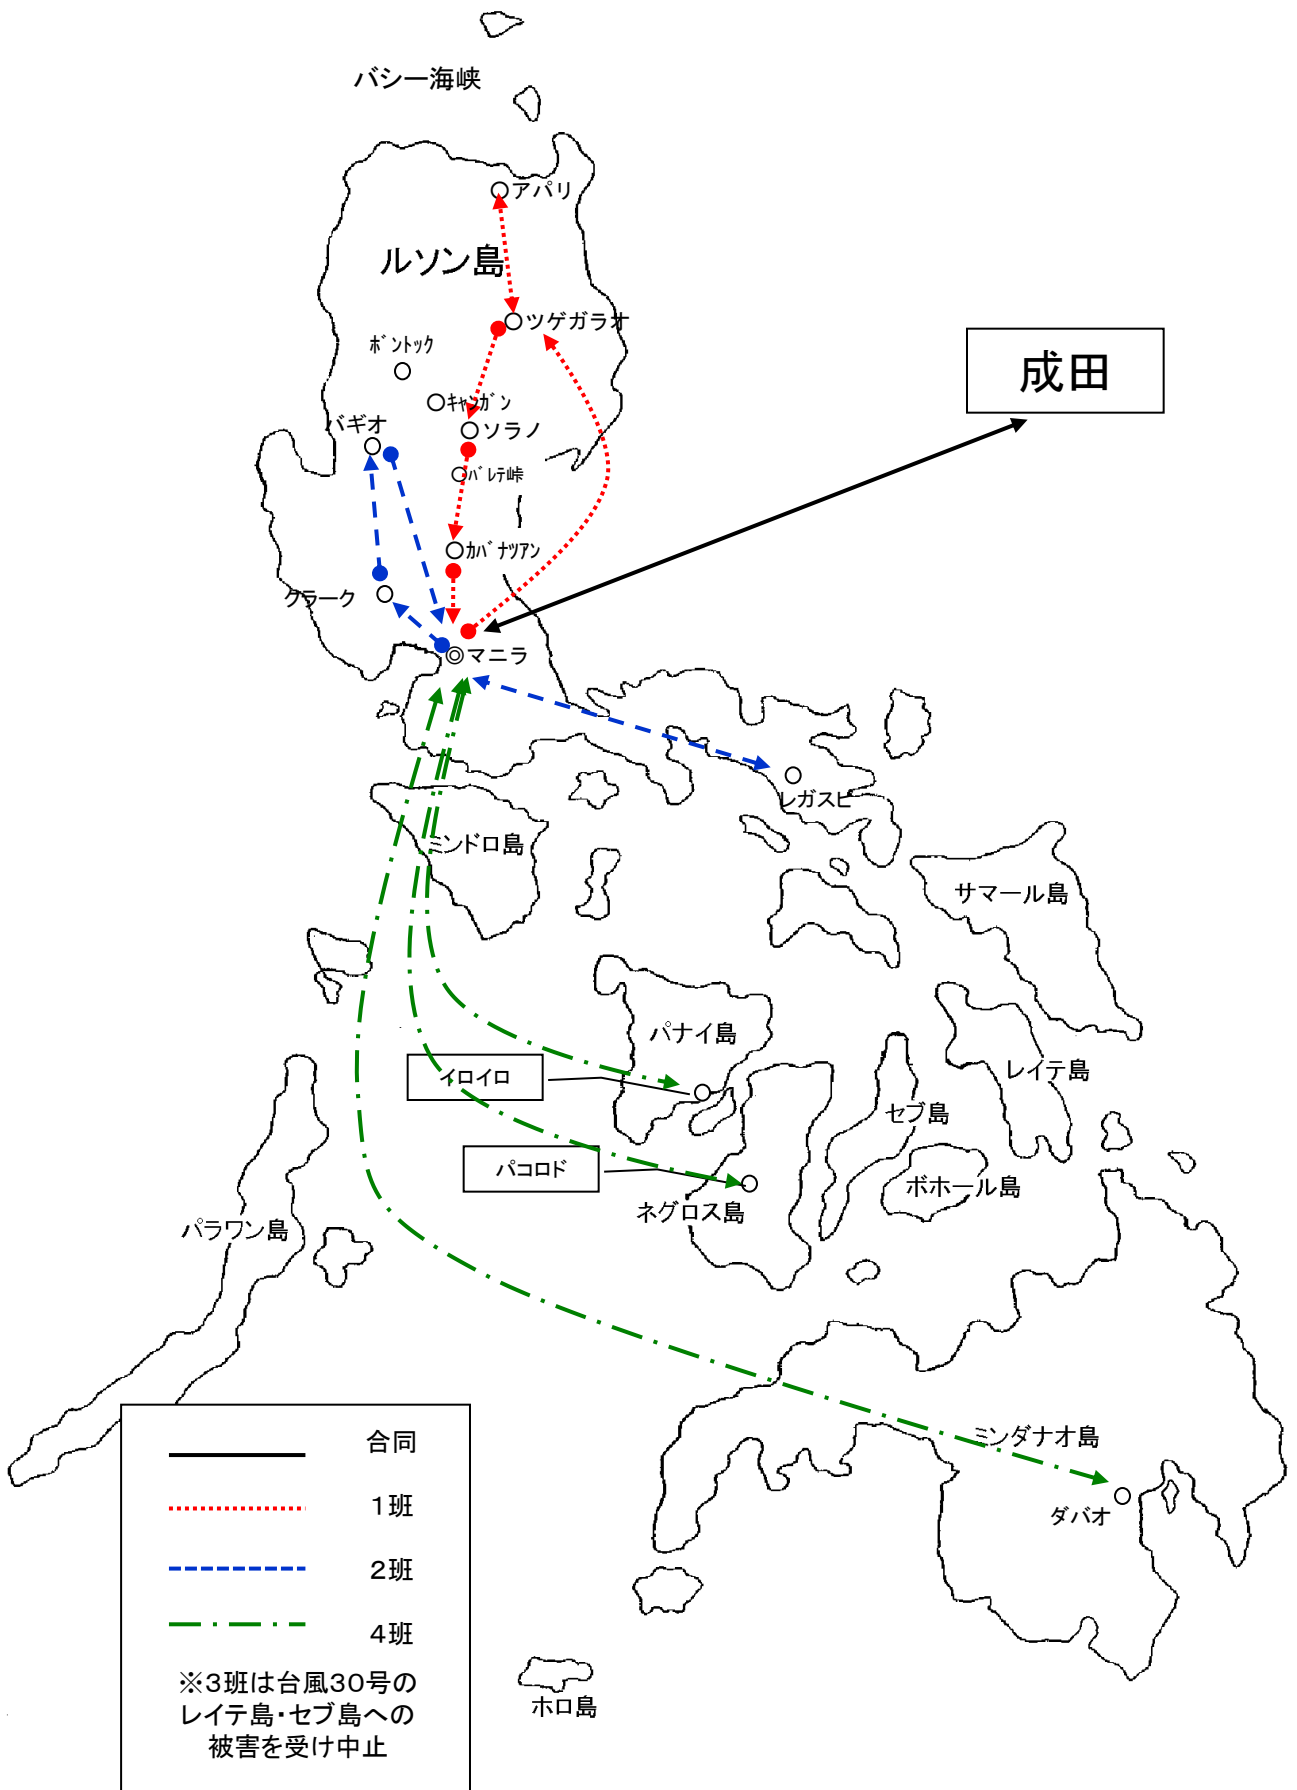 バシー海峡
アパリ
ルソン島
ツゲガラオ
ボントック
成田
キャンガン
バギオ
ソラノ
バレテ峠
カバナツアン
クラーク
マニラ
レガスピ
ミンドロ島
サマール島
パナイ島
イロイロ
レイテ島
セブ島
パコロド
ボホール島
ネグロス島
パラワン島
ミンダナオ島
ダバオ
合同
1班
2班
4班
※3班は台風30号の
レイテ島・セブ島への
被害を受け中止
ホロ島